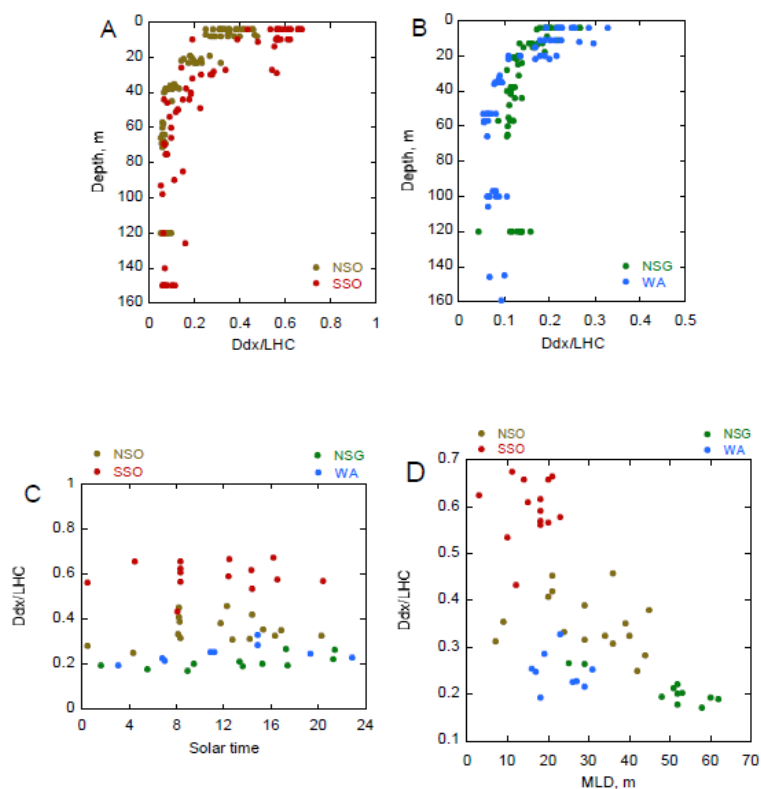 A
0
20
40
60
80
100
120
140
160
Depth, m
NSO
SSO
0 0.2 0.4 0.6 0.8 1
Ddx/LHC
B
0
20
40
60
80
100
120
140
160
Depth, m
NSG
WA
0 0.1 0.2 0.3 0.4 0.5
Ddx/LHC
NSO NSG
SSO WA
C
1
0.8
0.6
0.4
0.2
0
Ddx/LHC
0 4 8 12 16 20 24
Solar time
NSO NSG
SSO WA
D
0.7
0.6
0.5
0.4
0.3
0.2
0.1
Ddx/LHC
0 10 20 30 40 50 60 70
MLD, m